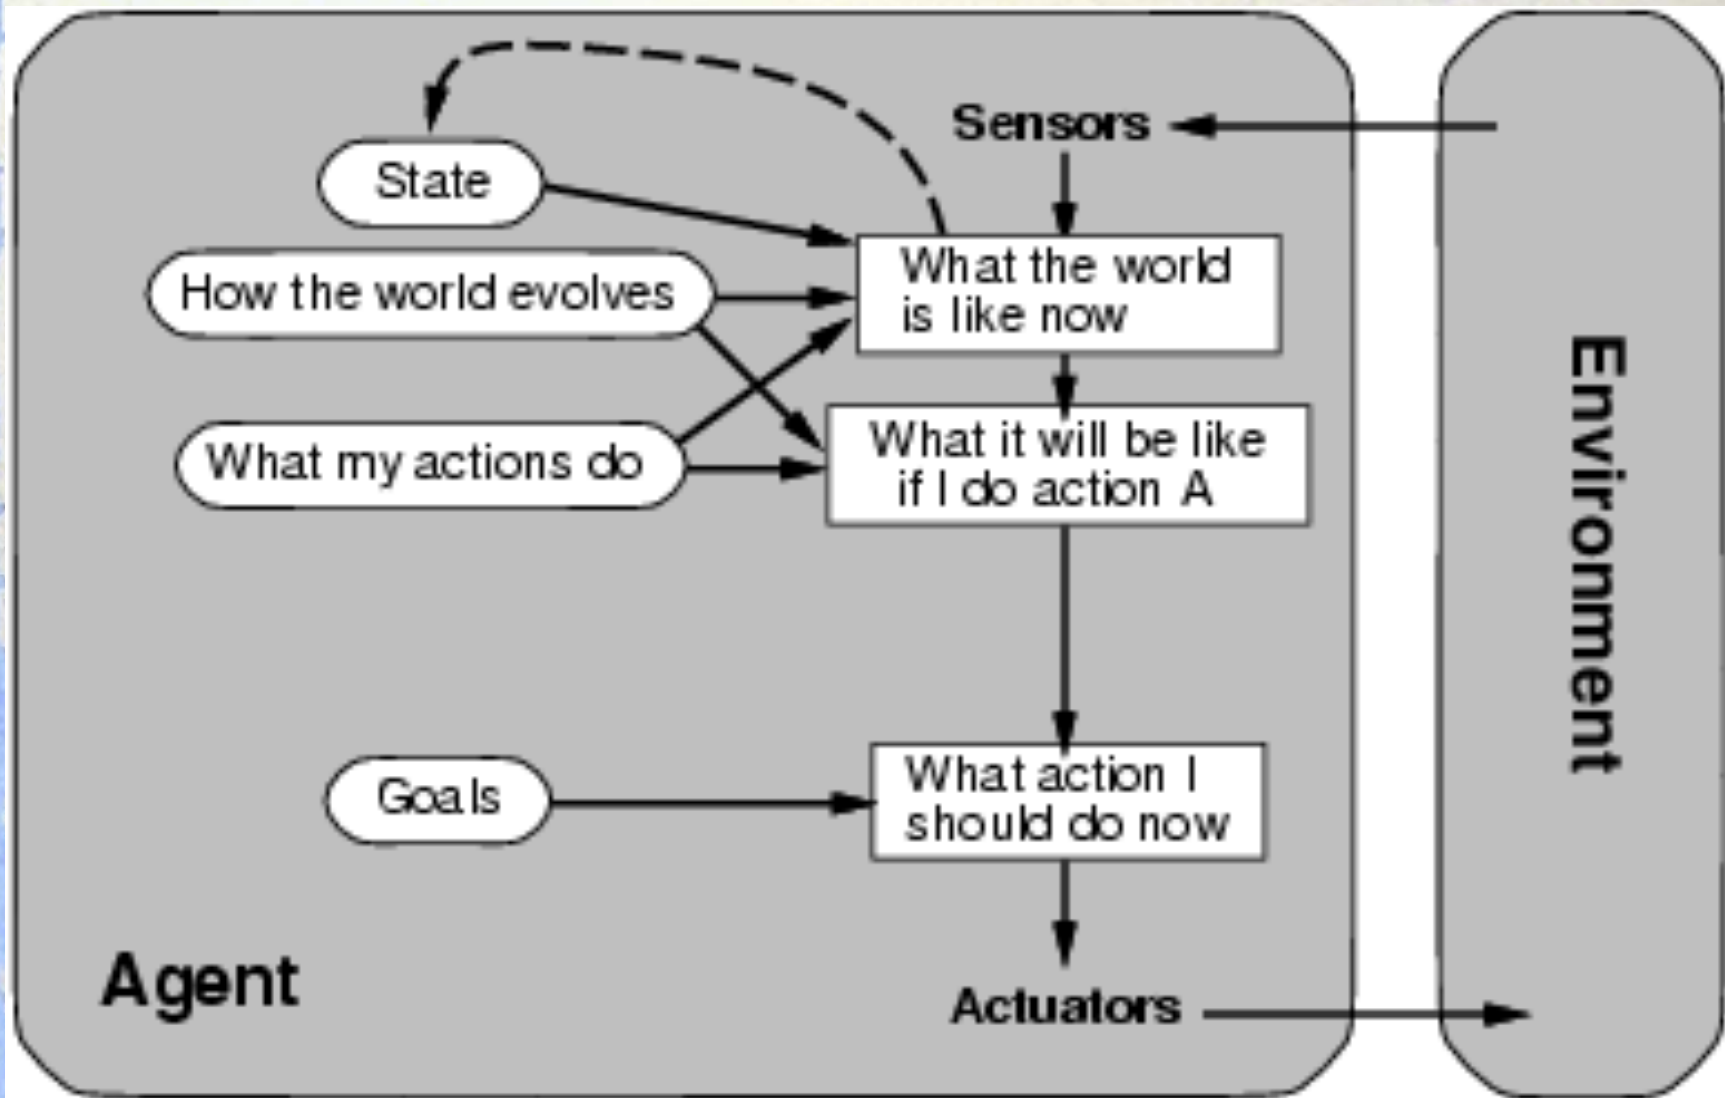 Sensors
State
What the world
is like now
How the world evolves
What it will be like
if I do action A
What my actions do
Environment
What action I
should do now
Goals
Agent
Actuators